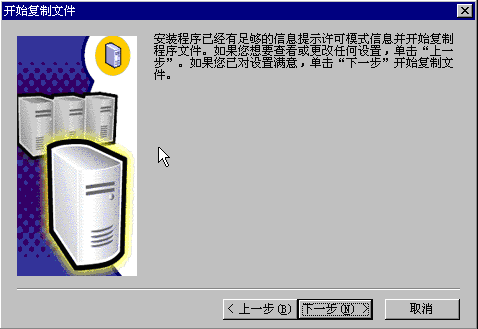 开始复制文件
安装程序已经有足够的信息提示许可模式信息并开始复制
程序文件。如果您想要查看或更改任何设置,单击“上一
步”。如果您已对设置满意,单击“下一步”开始复制文
件。
< 上一步(B)
下一步(N) >
取消